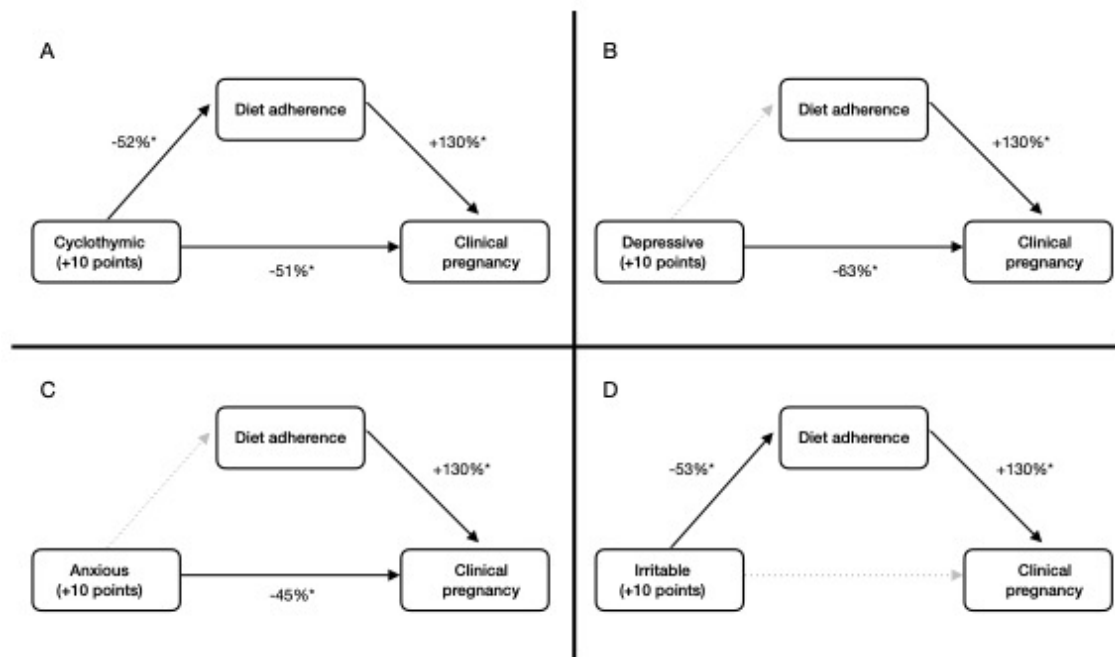 A
Diet adherence
-52%*
+130%*
Cyclothymic
(+10 points)
-51%*
Clinical
pregnancy
B
Diet adherence
+130%*
Depressive
(+10 points)
-63%*
Clinical
pregnancy
C
Diet adherence
+130%*
Anxious
(+10 points)
-45%*
Clinical
pregnancy
D
Diet adherence
-53%*
+130%*
Irritable
(+10 points)
Clinical
pregnancy